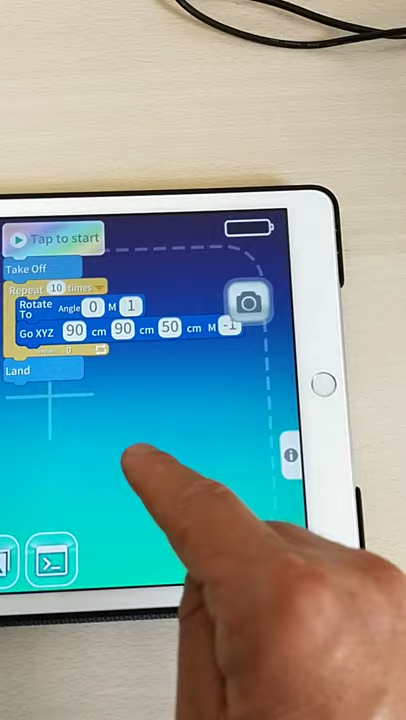 Tap to start
Take Off
Repeat 10 times
Rotate To Angle 0 M 1
Go XYZ 90 cm 90 cm 50 cm M -1
Land
>_
i